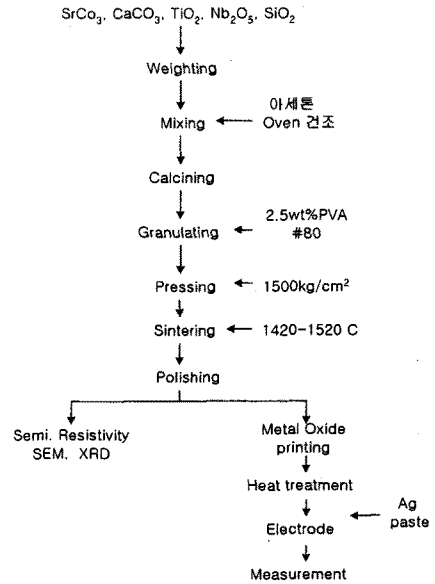 SrCo₃, CaCO₃, TiO₂, Nb₂O₅, SiO₂
Weighting
Mixing
아세톤
Oven 건조
Calcining
Granulating
2.5wt%PVA
#80
Pressing
1500kg/cm²
Sintering
1420-1520 C
Polishing
Semi. Resistivity
SEM. XRD
Metal Oxide
printing
Heat treatment
Electrode
Ag
paste
Measurement